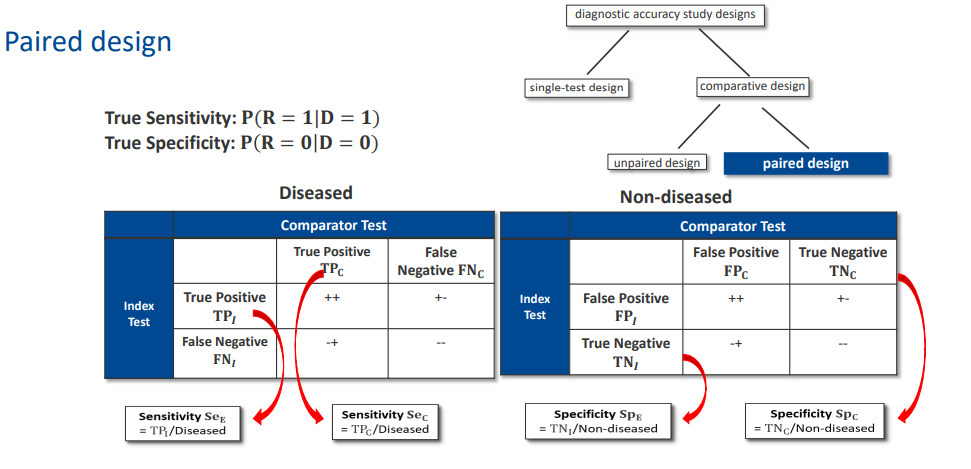 Paired design
diagnostic accuracy study designs
single-test design
comparative design
unpaired design
paired design
True Sensitivity: P(R = 1|D = 1)
True Specificity: P(R = 0|D = 0)
Diseased
Comparator Test
True Positive
TP_C
False
Negative FN_C
Index
Test
True Positive
TP_I
++
+-
False Negative
FN_I
-+
--
Sensitivity Se_E
= TP_I/Diseased
Sensitivity Se_C
= TP_C/Diseased
Non-diseased
Comparator Test
False Positive
FP_C
True Negative
TN_C
Index
Test
False Positive
FP_I
++
+-
True Negative
TN_I
-+
--
Specificity Sp_E
= TN_I/Non-diseased
Specificity Sp_C
= TN_C/Non-diseased